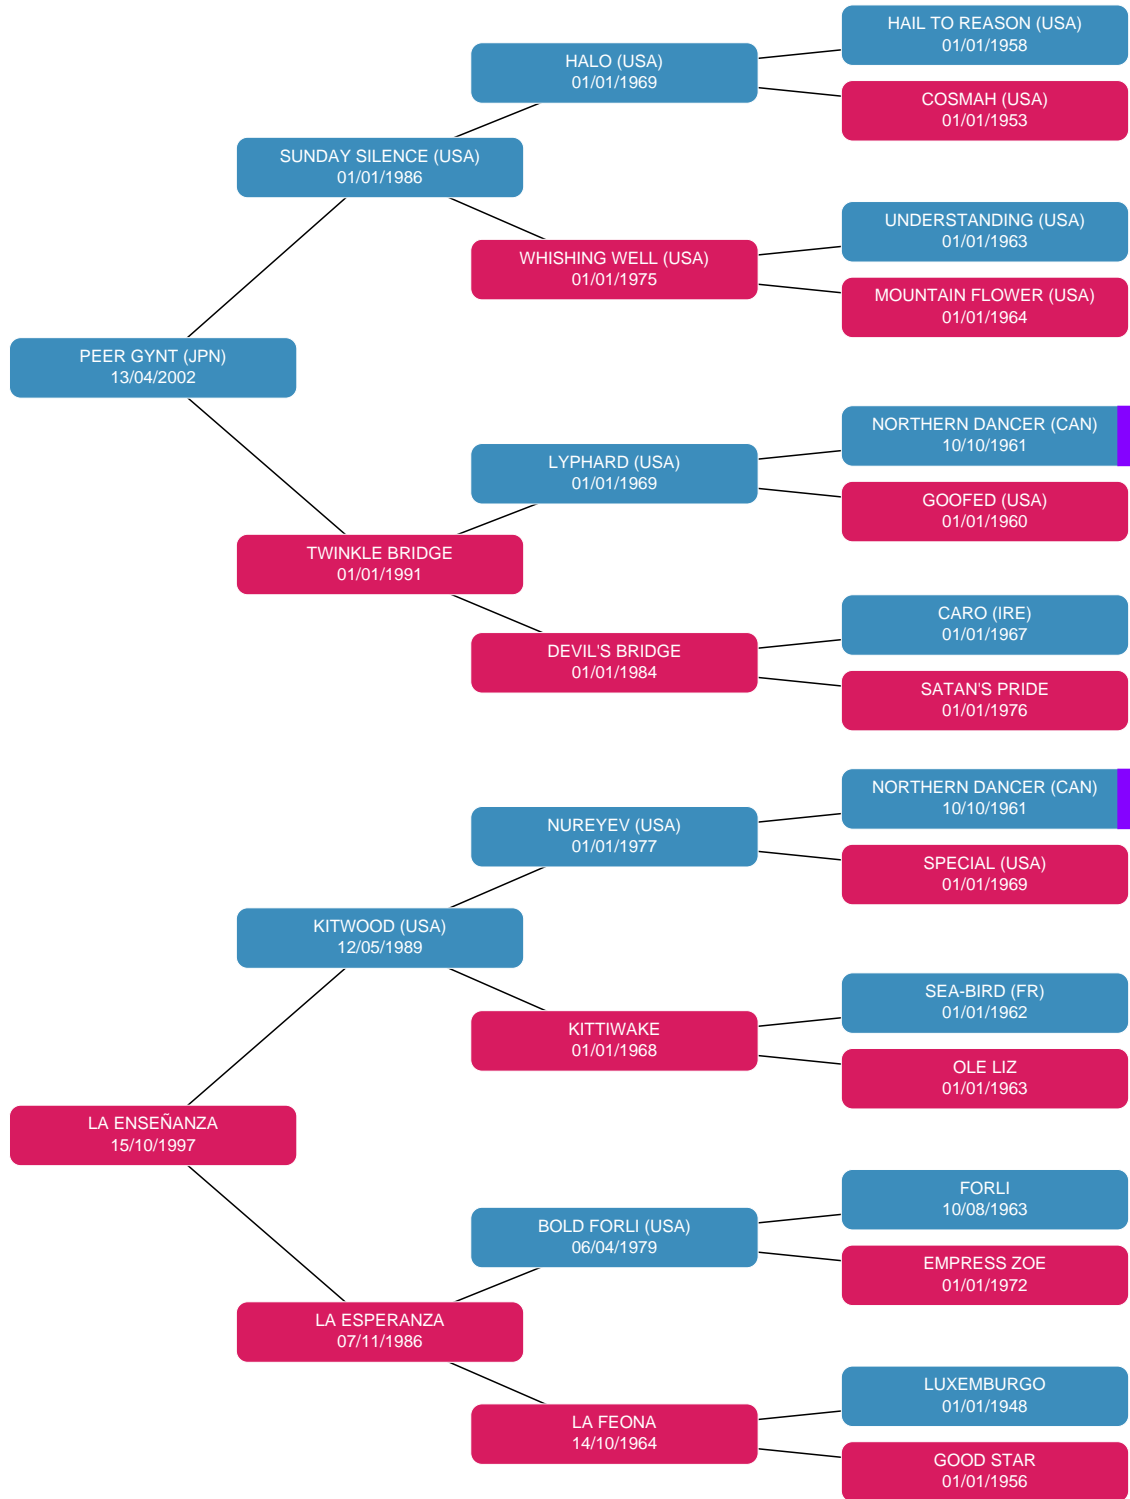 HAIL TO REASON (USA)
01/01/1958
HALO (USA)
01/01/1969
COSMAH (USA)
01/01/1953
SUNDAY SILENCE (USA)
01/01/1986
UNDERSTANDING (USA)
01/01/1963
WHISHING WELL (USA)
01/01/1975
MOUNTAIN FLOWER (USA)
01/01/1964
PEER GYNT (JPN)
13/04/2002
NORTHERN DANCER (CAN)
10/10/1961
LYPHARD (USA)
01/01/1969
GOOFED (USA)
01/01/1960
TWINKLE BRIDGE
01/01/1991
CARO (IRE)
01/01/1967
DEVIL'S BRIDGE
01/01/1984
SATAN'S PRIDE
01/01/1976
NORTHERN DANCER (CAN)
10/10/1961
NUREYEV (USA)
01/01/1977
SPECIAL (USA)
01/01/1969
KITWOOD (USA)
12/05/1989
SEA-BIRD (FR)
01/01/1962
KITTIWAKE
01/01/1968
OLE LIZ
01/01/1963
LA ENSEÑANZA
15/10/1997
FORLI
10/08/1963
BOLD FORLI (USA)
06/04/1979
EMPRESS ZOE
01/01/1972
LA ESPERANZA
07/11/1986
LUXEMBURGO
01/01/1948
LA FEONA
14/10/1964
GOOD STAR
01/01/1956